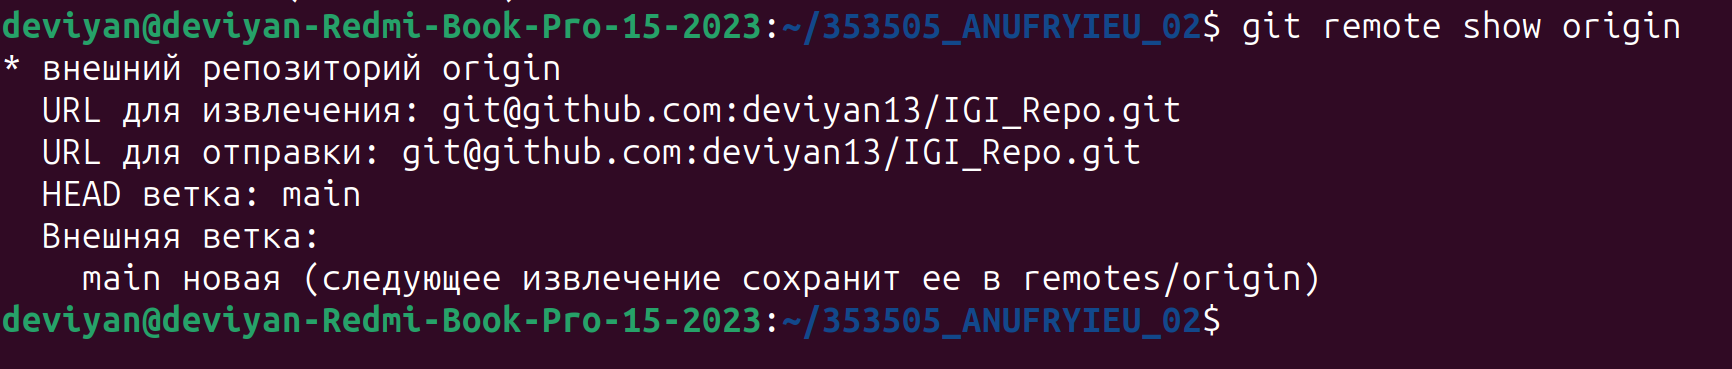 deviyan@deviyan-Redmi-Book-Pro-15-2023:~/353505_ANUFRYIEU_02$ git remote show origin
* внешний репозиторий origin
  URL для извлечения: git@github.com:deviyan13/IGI_Repo.git
  URL для отправки: git@github.com:deviyan13/IGI_Repo.git
  HEAD ветка: main
  Внешняя ветка:
    main новая (следующее извлечение сохранит ее в remotes/origin)
deviyan@deviyan-Redmi-Book-Pro-15-2023:~/353505_ANUFRYIEU_02$